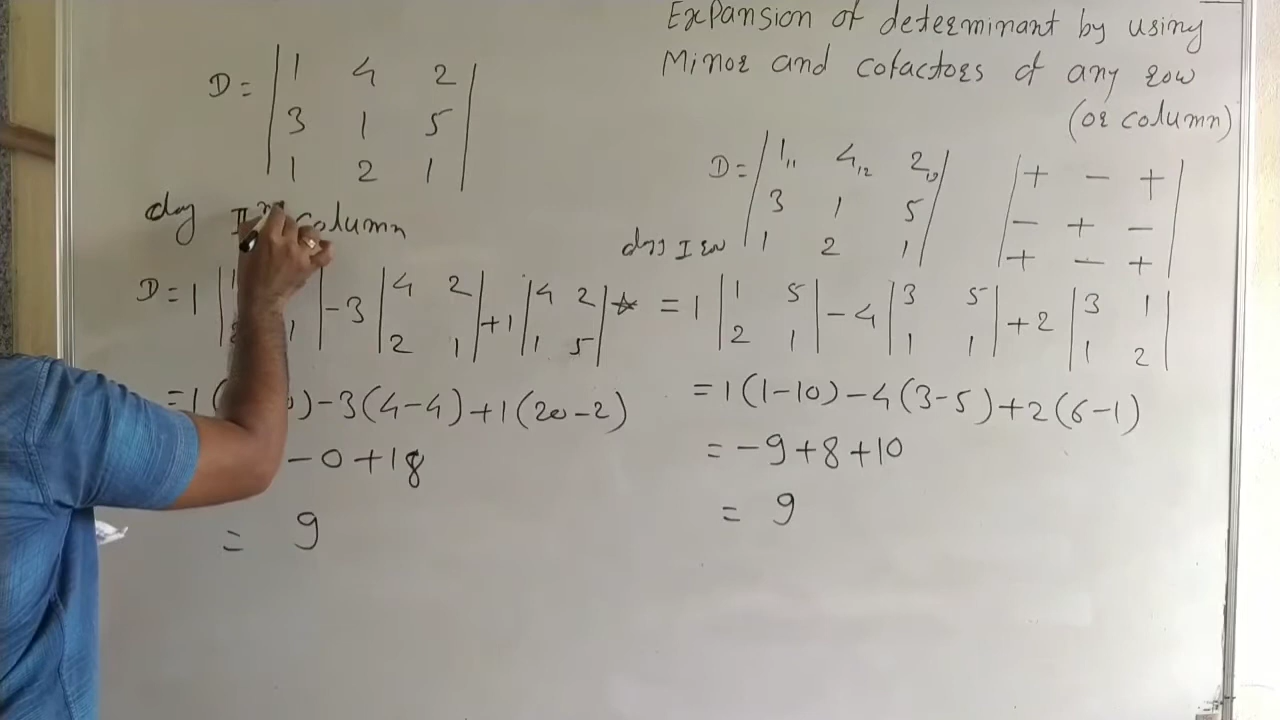 Expansion of determinant by using
Minor and cofactors of any row
(or column)
D = | 1 4 2 |
| 3 1 5 |
| 1 2 1 |
column
D = 1 | 1 | - 3 | 4 2 | + 1 | 4 2 |
1 | | 2 1 | | 1 5 |
= 1( ) - 3(4-4) + 1(20-2)
-0+18
= 9
D = | 1₁₁ 4₁₂ 2₁₃ | | + - + |
| 3 1 5 | | - + - |
| 1 2 1 | | + - + |
= 1 | 1 5 | - 4 | 3 5 | + 2 | 3 1 |
| 2 1 | | 1 1 | | 1 2 |
= 1(1-10) - 4(3-5) + 2(6-1)
= -9+8+10
= 9